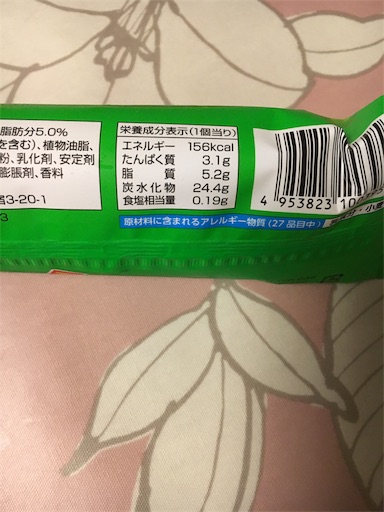 脂肪分5.0%
を含む)、植物油脂、
粉、乳化剤、安定剤
膨脹剤、香料
3-20-1
3
栄養成分表示(1個当り)
エネルギー 156kcal
たんぱく質 3.1g
脂質 5.2g
炭水化物 24.4g
食塩相当量 0.19g
原材料に含まれるアレルギー物質(27品目中)
4 953823 10